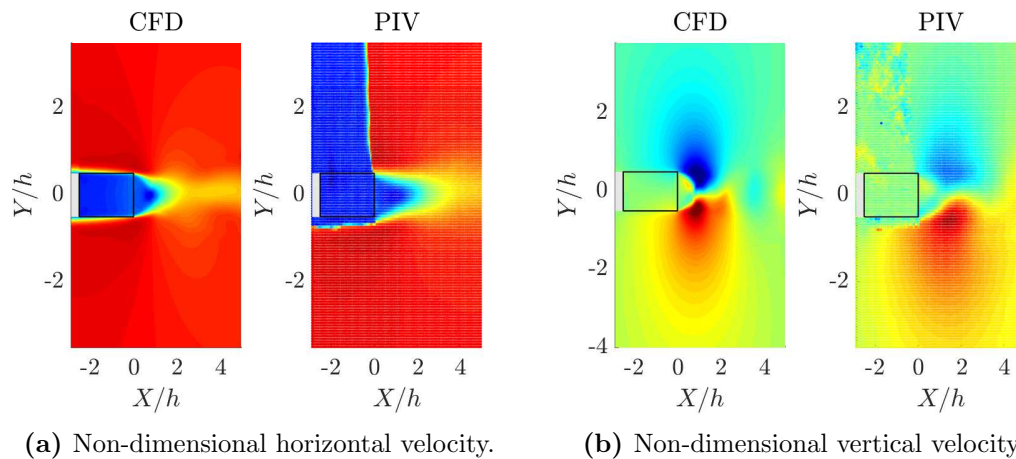 CFD PIV CFD PIV
2 2 2 2
Y/h 0 Y/h 0 Y/h 0 Y/h 0
-2 -2 -2 -2
-4
-2 0 2 4 -2 0 2 4 -2 0 2 4 -2 0 2 4
X/h X/h X/h X/h
(a) Non-dimensional horizontal velocity. (b) Non-dimensional vertical velocity